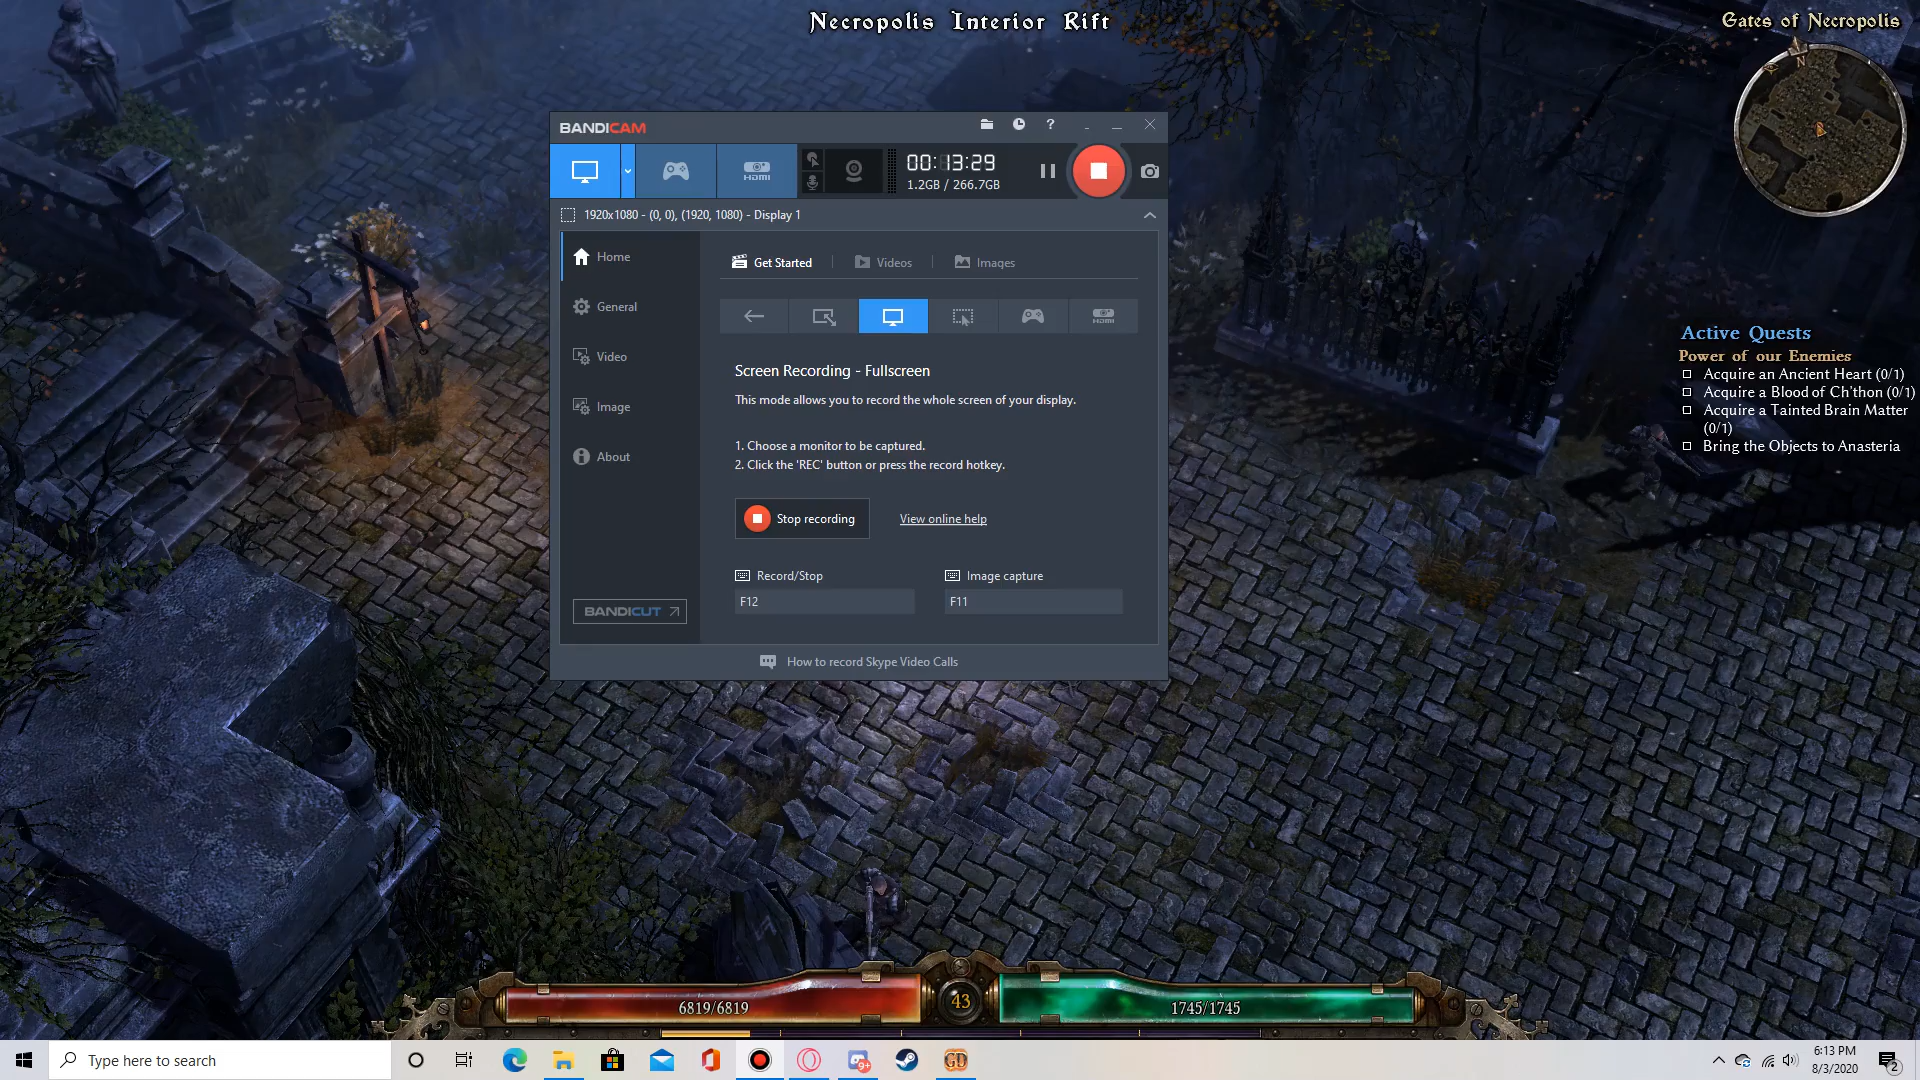 Necropolis Interior Rift
Gates of Necropolis
N
BANDICAM
?
HDMI
00:13:29
1.2GB / 266.7GB
1920x1080 - (0, 0), (1920, 1080) - Display 1
Home
General
Video
Image
About
BANDICUT
Get Started
Videos
Images
HDMI
Screen Recording - Fullscreen
This mode allows you to record the whole screen of your display.
1. Choose a monitor to be captured.
2. Click the 'REC' button or press the record hotkey.
Stop recording
View online help
Record/Stop
Image capture
F12
F11
How to record Skype Video Calls
Active Quests
Power of our Enemies
Acquire an Ancient Heart (0/1)
Acquire a Blood of Ch'thon (0/1)
Acquire a Tainted Brain Matter
(0/1)
Bring the Objects to Anasteria
6819/6819
43
1745/1745
Type here to search
9+
GD
6:13 PM
8/3/2020
2